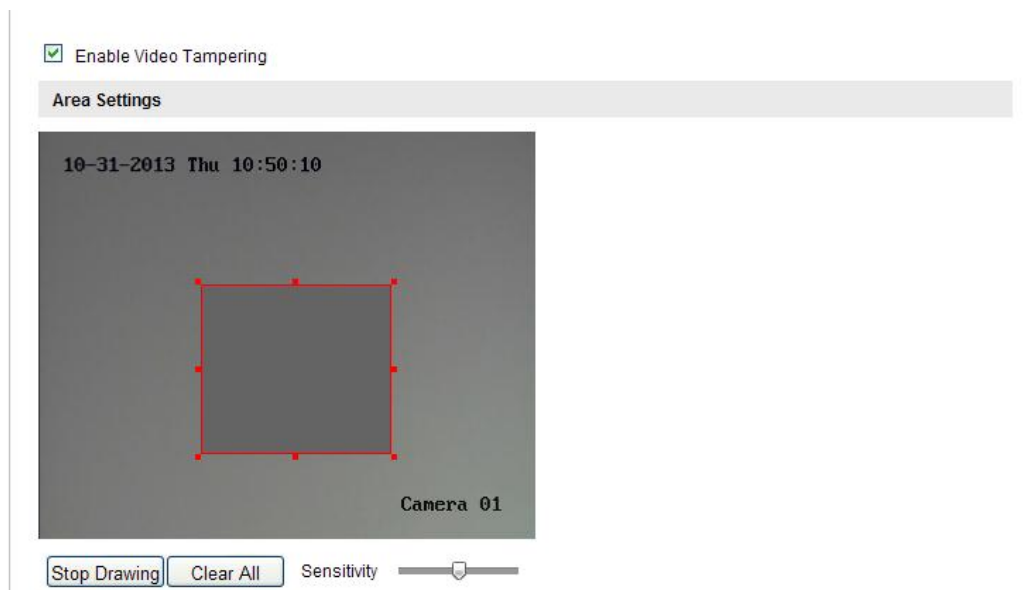 Enable Video Tampering
Area Settings
10-31-2013 Thu 10:50:10
Camera 01
Stop Drawing Clear All Sensitivity